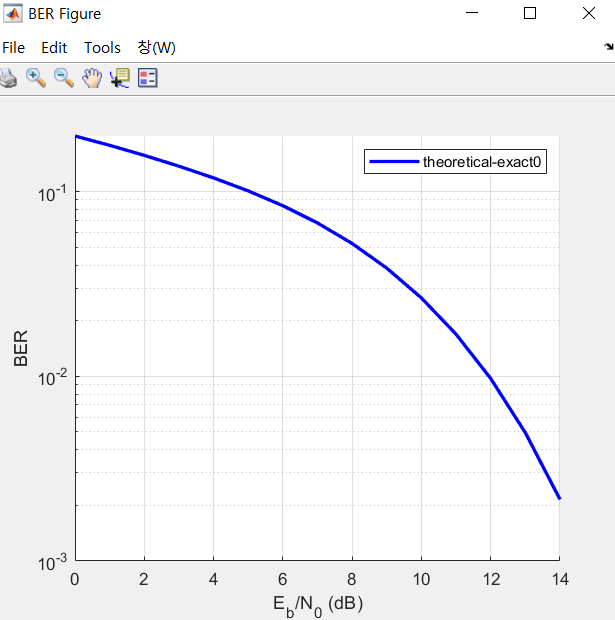 BER Figure
File Edit Tools 창(W)
theoretical-exact0
10^-1
10^-2
10^-3
BER
0 2 4 6 8 10 12 14
E_b/N_0 (dB)